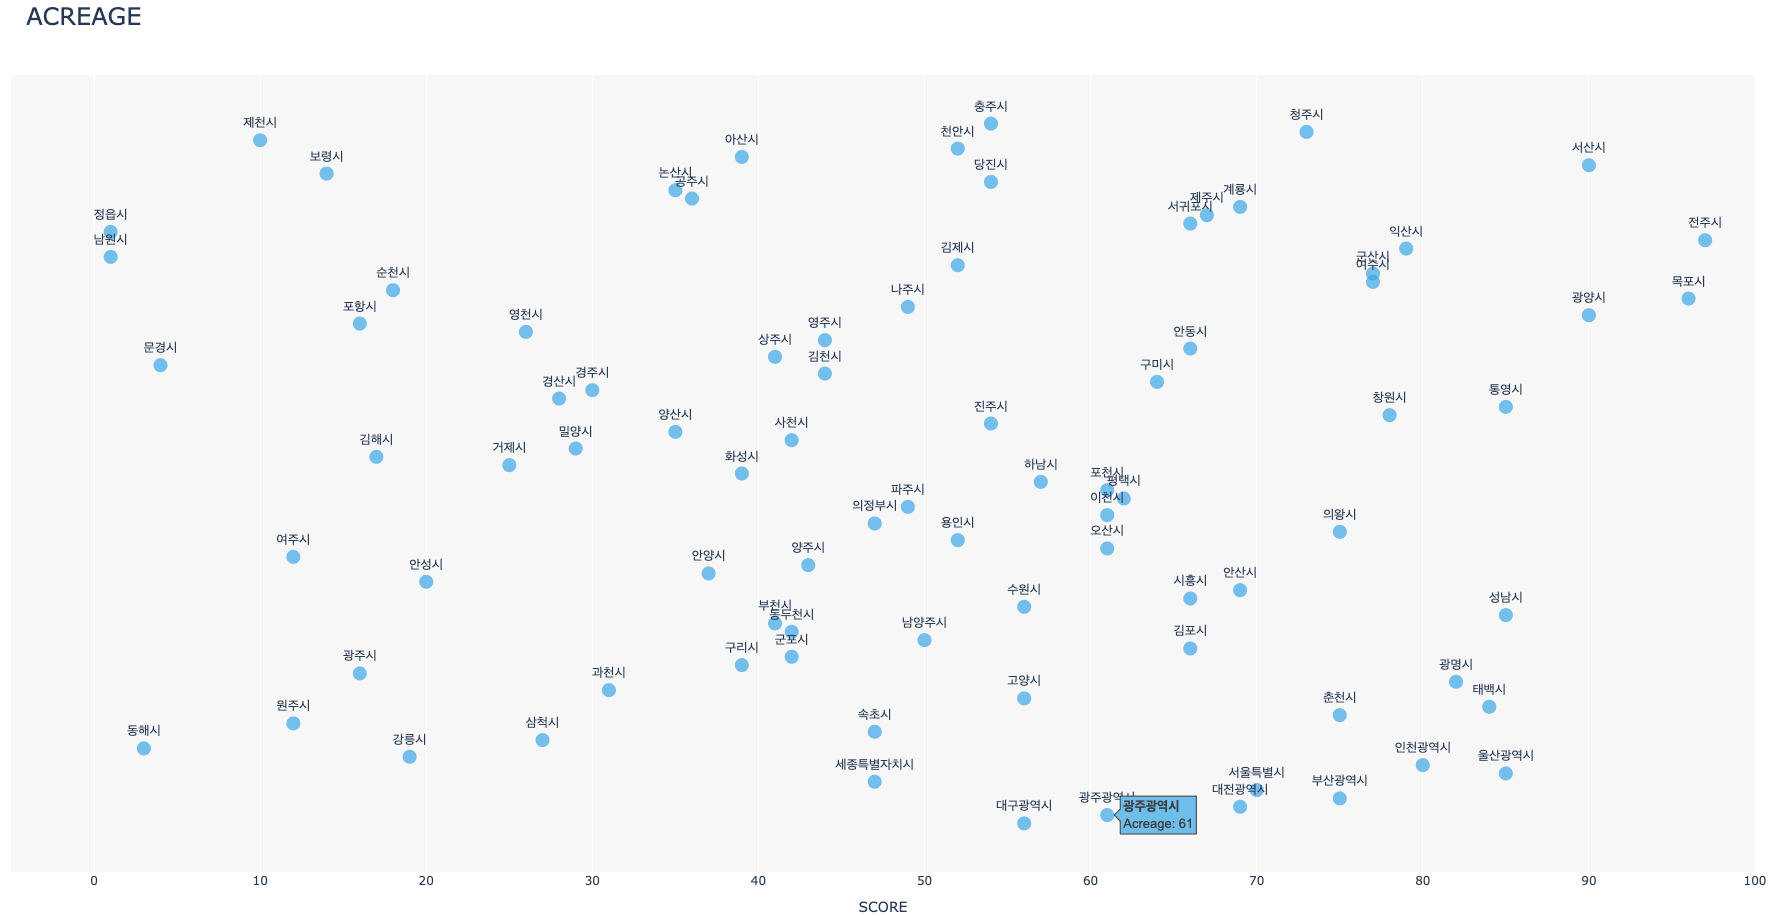 ACREAGE
충주시
청주시
제천시
천안시
아산시
서산시
보령시
당진시
논산시
공주시
계룡시
제주시
서귀포시
정읍시
전주시
익산시
남원시
김제시
군산시
여수시
순천시
목포시
나주시
광양시
포항시
영천시
영주시
안동시
상주시
문경시
김천시
구미시
경주시
경산시
통영시
창원시
진주시
양산시
사천시
밀양시
김해시
거제시
화성시
하남시
포천시
평택시
파주시
이천시
의정부시
의왕시
용인시
오산시
여주시
양주시
안양시
안성시
안산시
시흥시
수원시
성남시
부천시
동두천시
남양주시
김포시
군포시
구리시
광주시
광명시
과천시
고양시
태백시
춘천시
원주시
속초시
동해시
삼척시
강릉시
인천광역시
울산광역시
세종특별자치시
서울특별시
부산광역시
대전광역시
광주광역시
대구광역시
광주광역시
Acreage: 61
0 10 20 30 40 50 60 70 80 90 100
SCORE